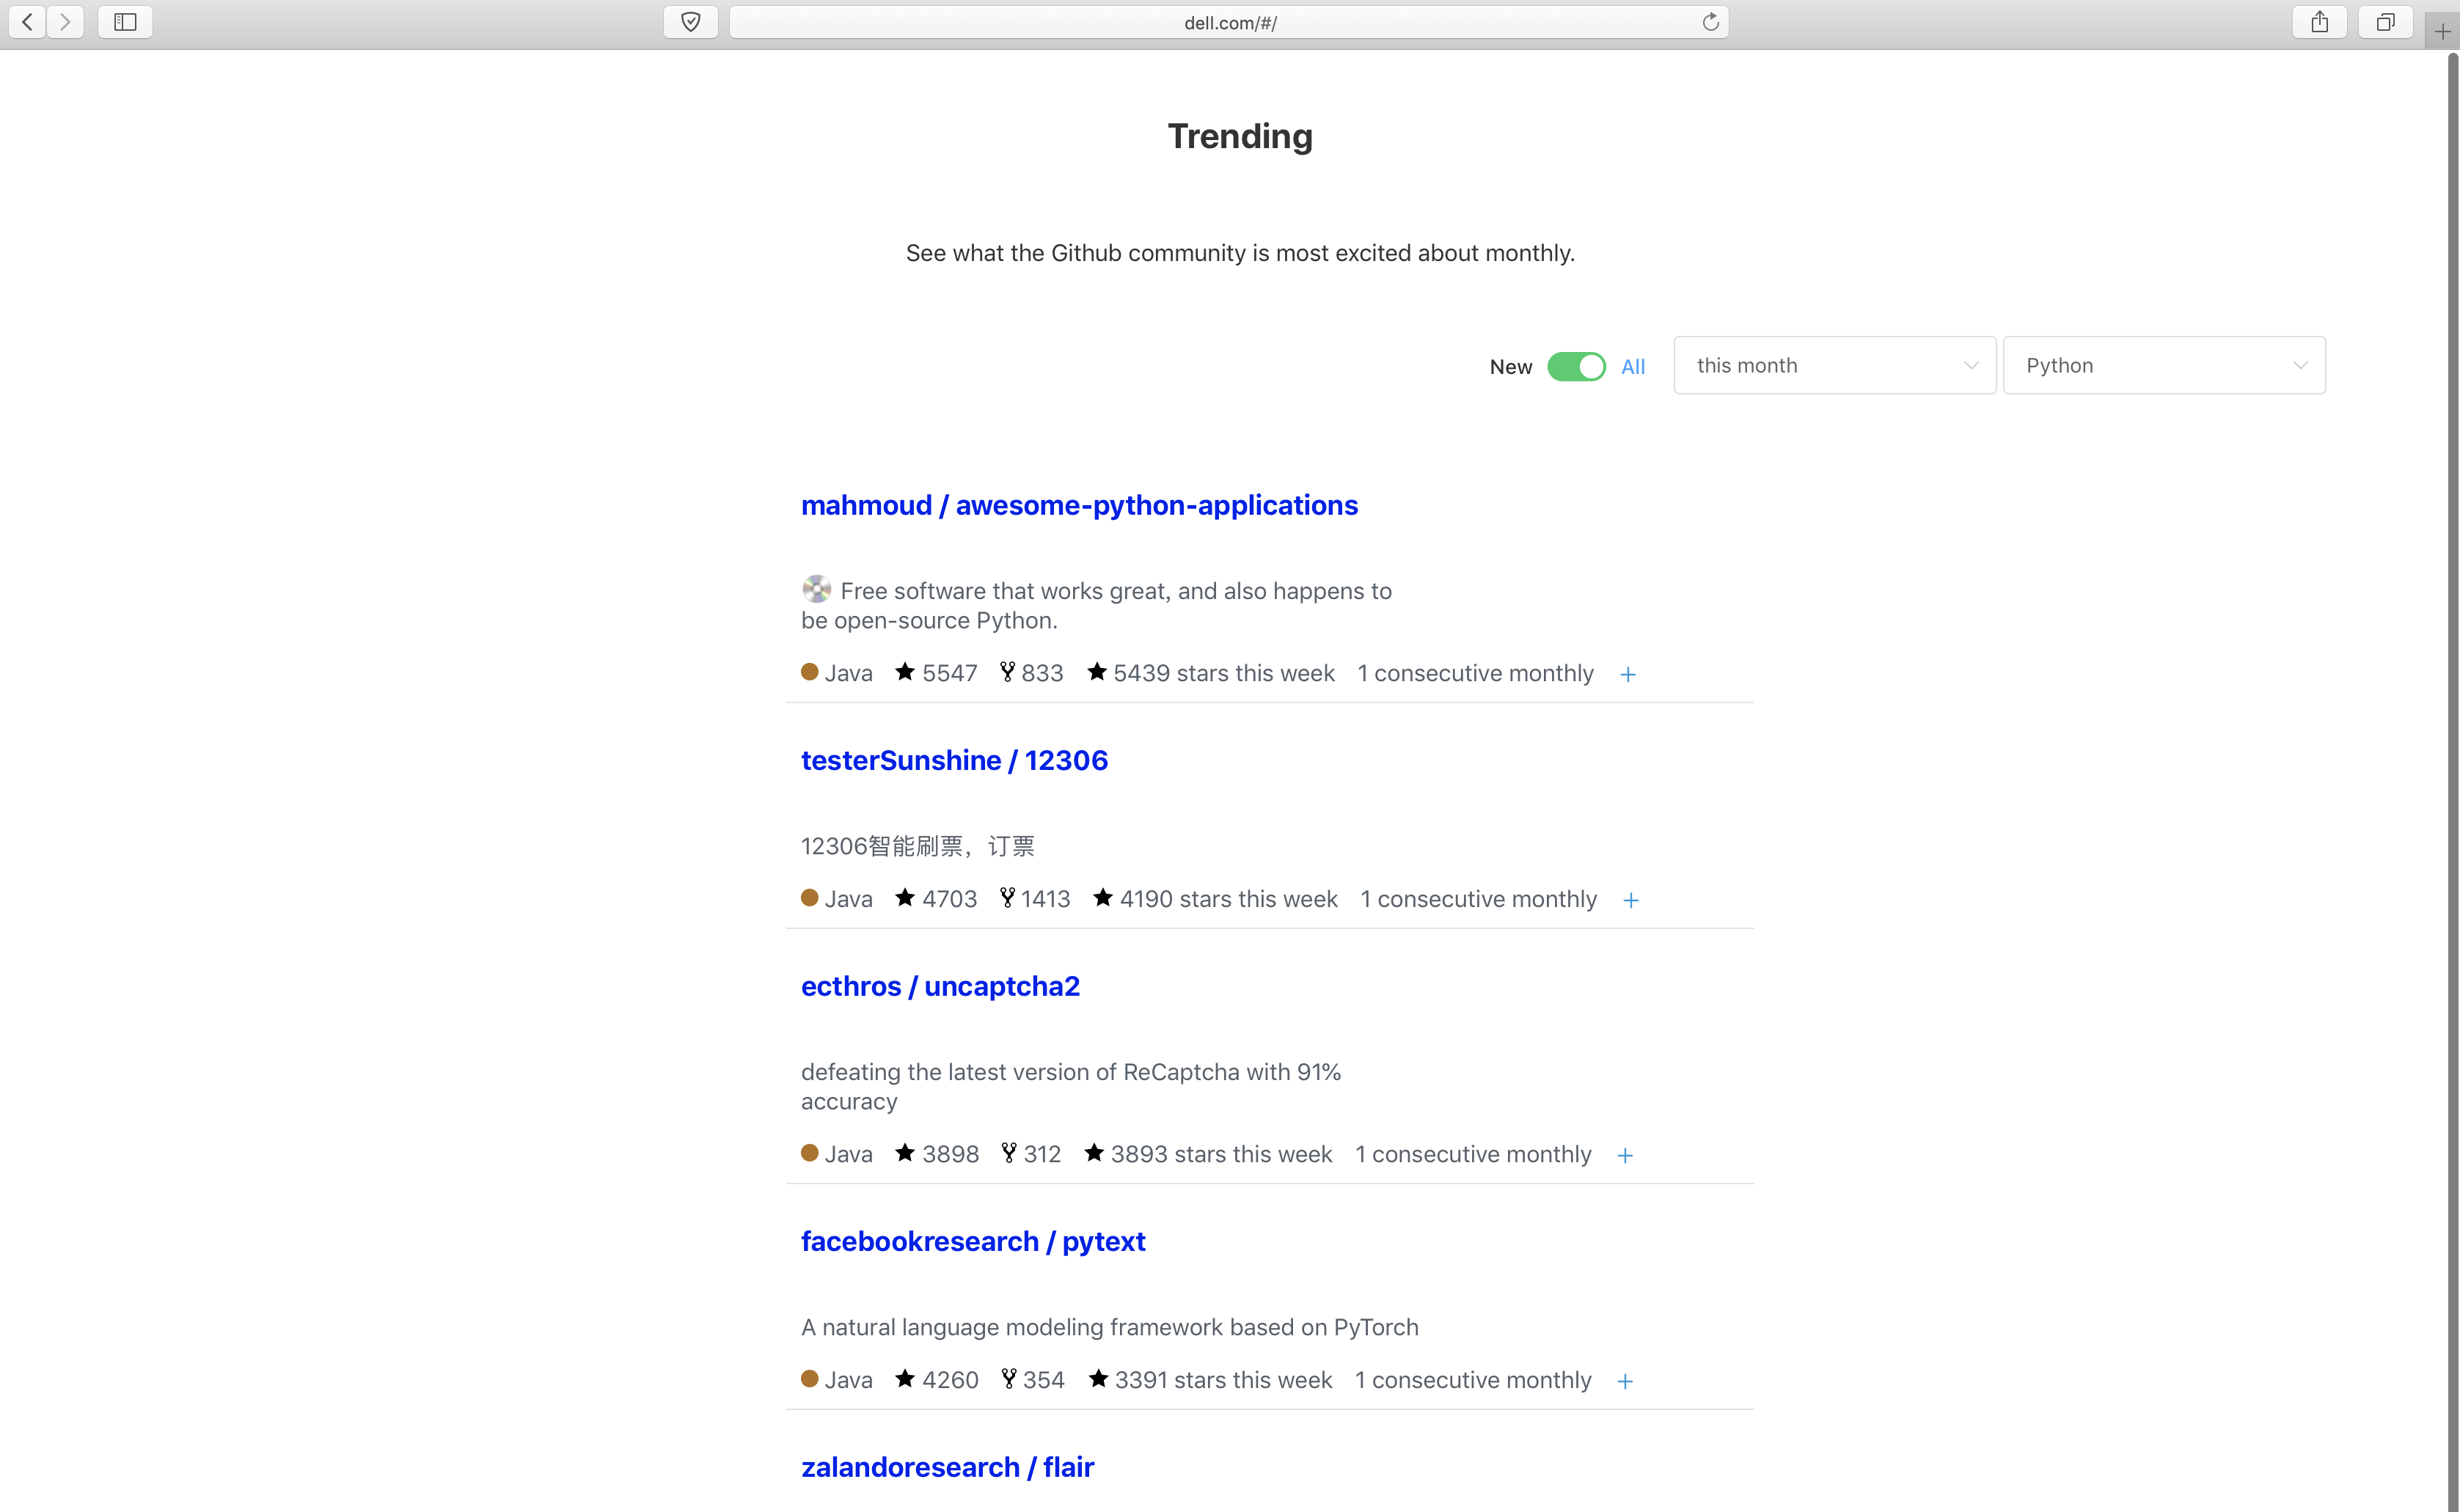 dell.com/#/
Trending
See what the Github community is most excited about monthly.
New All this month Python
mahmoud / awesome-python-applications
Free software that works great, and also happens to
be open-source Python.
Java 5547 833 5439 stars this week 1 consecutive monthly +
testerSunshine / 12306
12306智能刷票，订票
Java 4703 1413 4190 stars this week 1 consecutive monthly +
ecthros / uncaptcha2
defeating the latest version of ReCaptcha with 91%
accuracy
Java 3898 312 3893 stars this week 1 consecutive monthly +
facebookresearch / pytext
A natural language modeling framework based on PyTorch
Java 4260 354 3391 stars this week 1 consecutive monthly +
zalandoresearch / flair